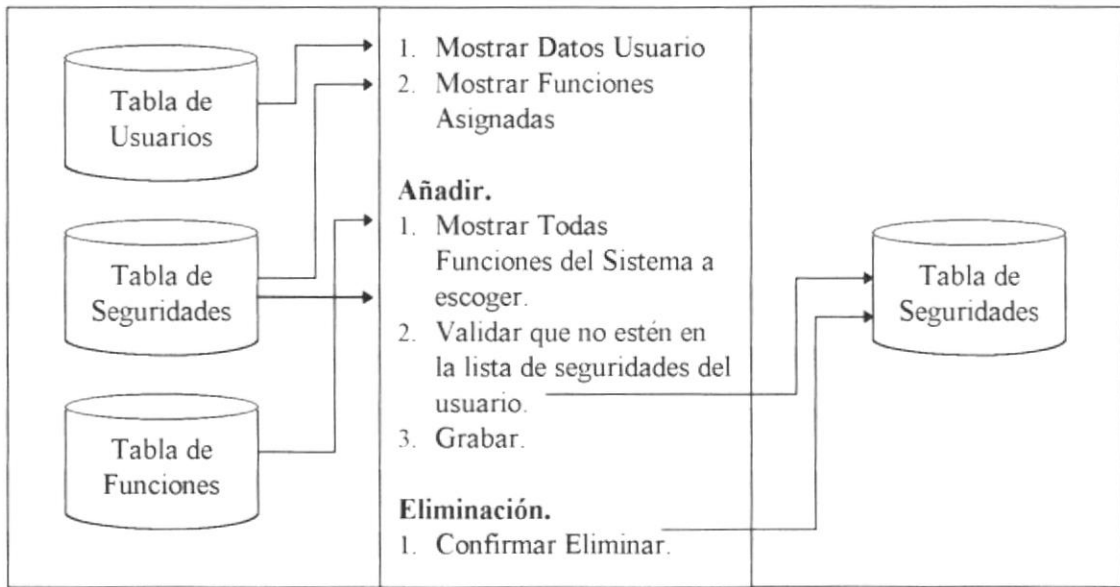 Tabla de
Usuarios
Tabla de
Seguridades
Tabla de
Funciones
1. Mostrar Datos Usuario
2. Mostrar Funciones
Asignadas
Añadir.
1. Mostrar Todas
Funciones del Sistema a
escoger.
2. Validar que no estén en
la lista de seguridades del
usuario.
3. Grabar.
Eliminación.
1. Confirmar Eliminar.
Tabla de
Seguridades